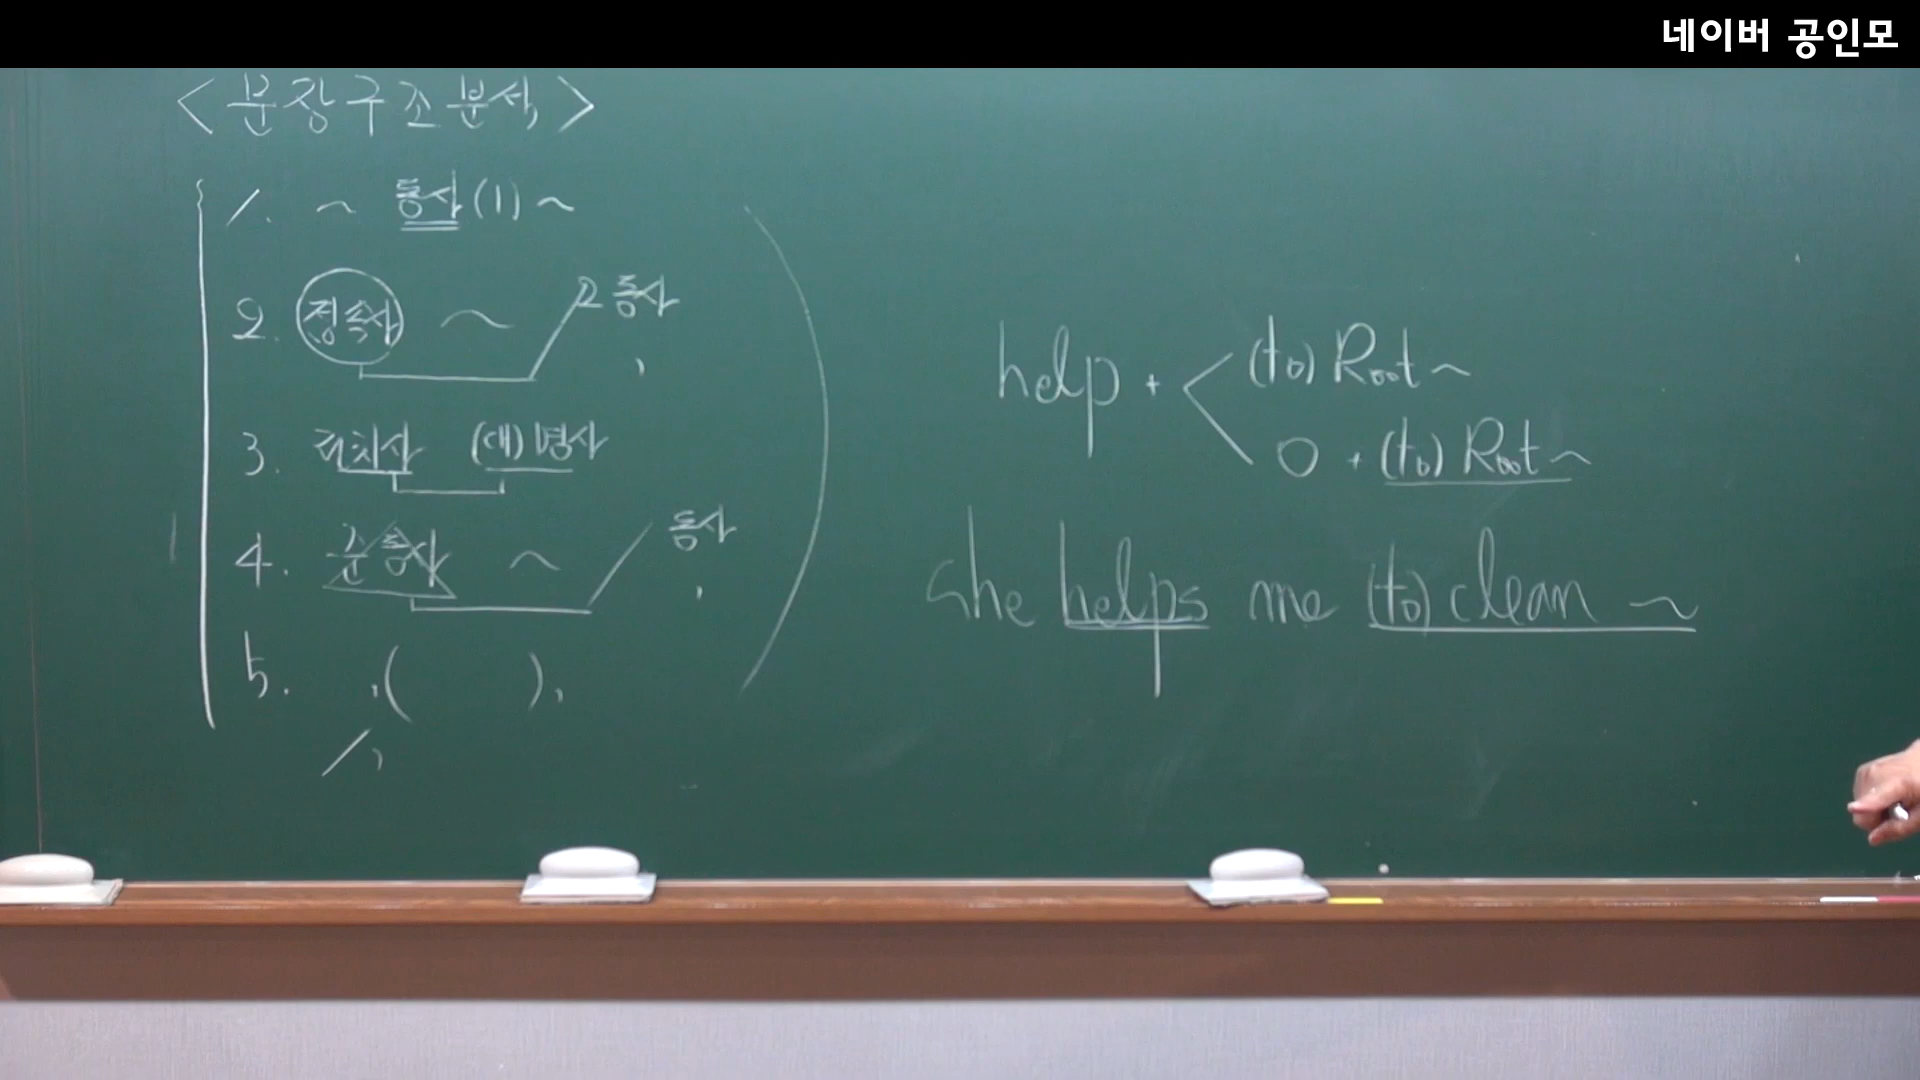 네이버 공인모
<문장구조분석>
1. ~ 동사(1) ~
2. 접속사 ~ 2동사
,
3. 전치사 (대)명사
4. 준동사 ~ 동사
,
5. ,( ),
/,
help + < (to) Root ~
O + (to) Root ~
She helps me (to) clean ~